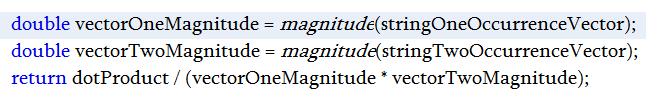 double vectorOneMagnitude = magnitude(stringOneOccurrenceVector);
double vectorTwoMagnitude = magnitude(stringTwoOccurrenceVector);
return dotProduct / (vectorOneMagnitude * vectorTwoMagnitude);